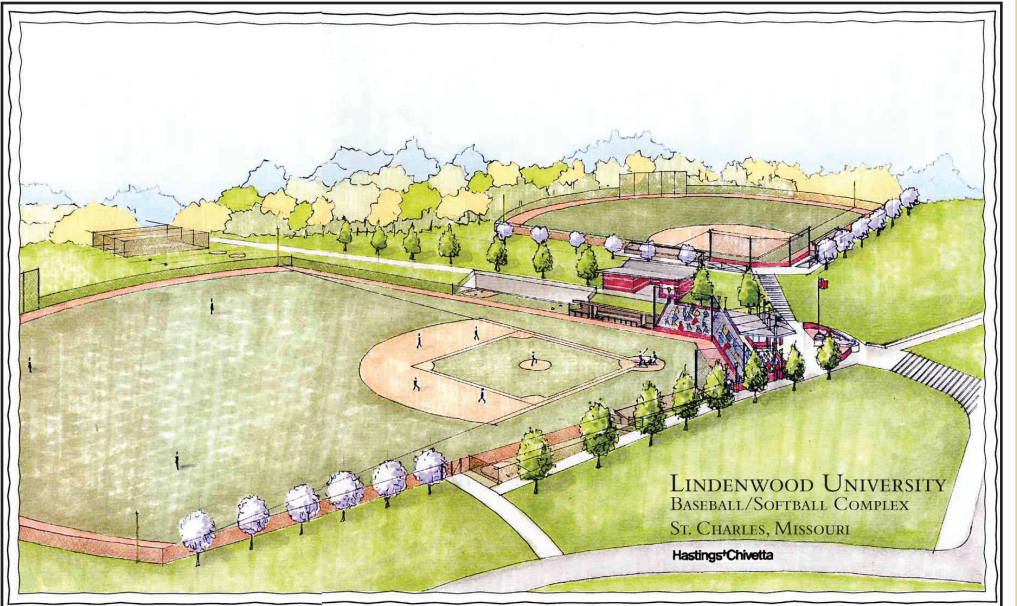 LINDENWOOD UNIVERSITY
BASEBALL/SOFTBALL COMPLEX
ST. CHARLES, MISSOURI
Hastings+Chivetta